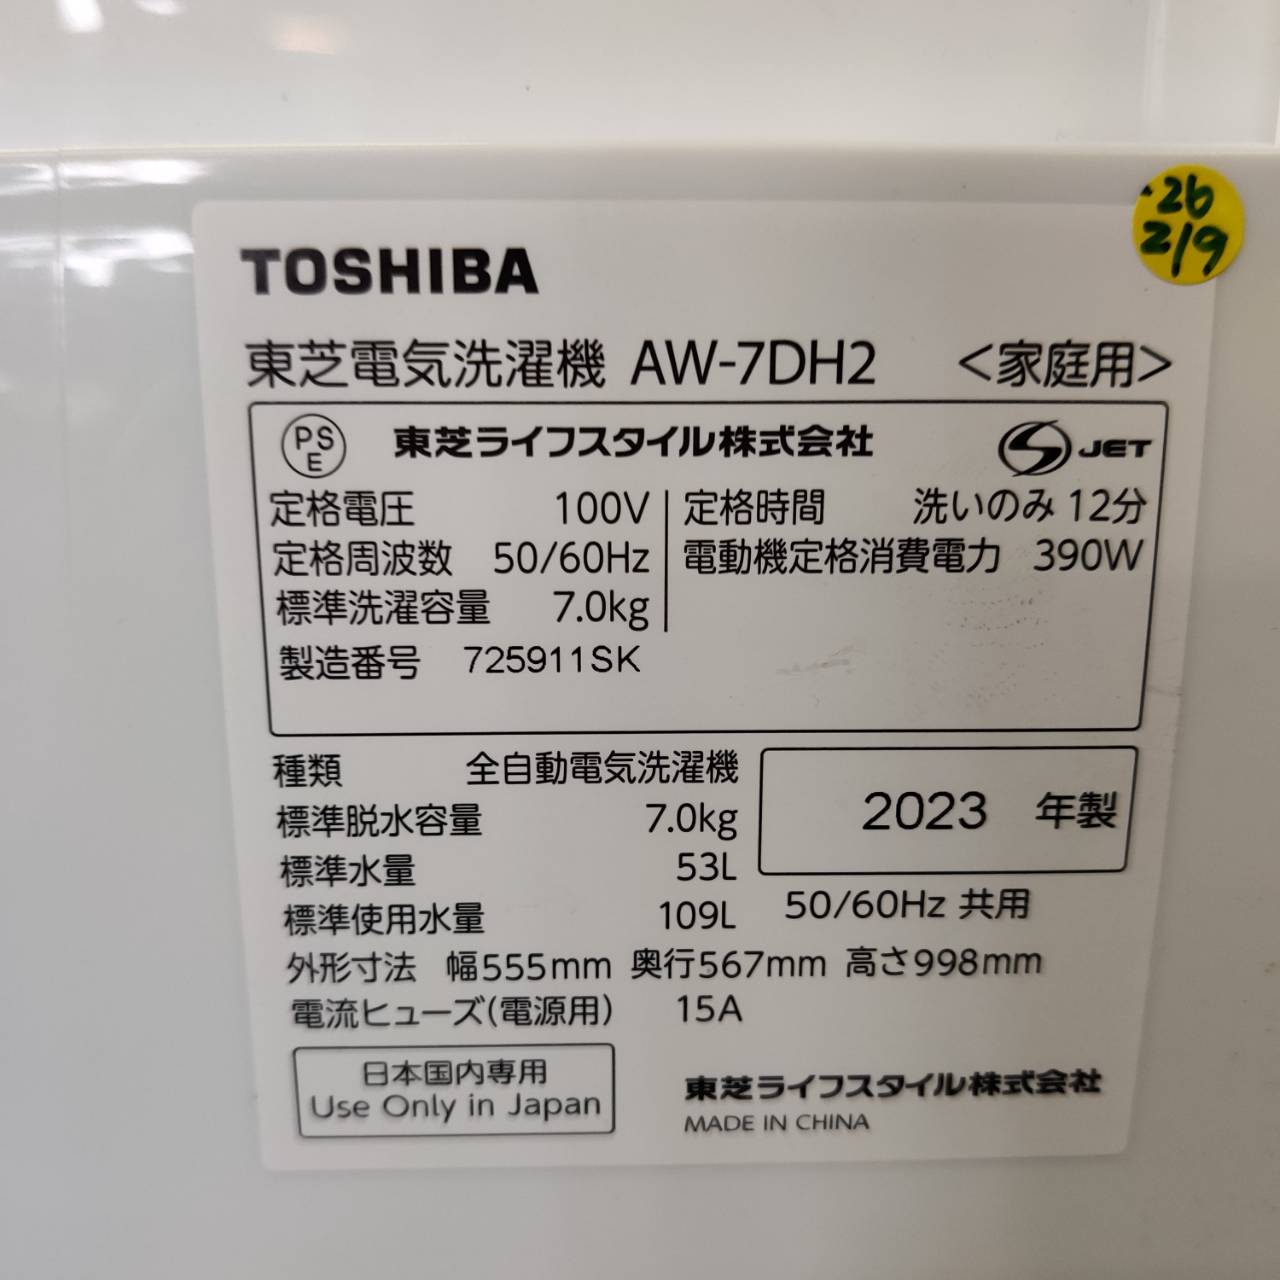 '26
2/9
TOSHIBA
東芝電気洗濯機 AW-7DH2 <家庭用>
PS
E
東芝ライフスタイル株式会社
JET
定格電圧 100V 定格時間 洗いのみ 12分
定格周波数 50/60Hz 電動機定格消費電力 390W
標準洗濯容量 7.0kg
製造番号 725911SK
種類 全自動電気洗濯機
標準脱水容量 7.0kg
2023 年製
標準水量 53L
標準使用水量 109L 50/60Hz 共用
外形寸法 幅555mm 奥行567mm 高さ998mm
電流ヒューズ(電源用) 15A
日本国内専用
Use Only in Japan
東芝ライフスタイル株式会社
MADE IN CHINA